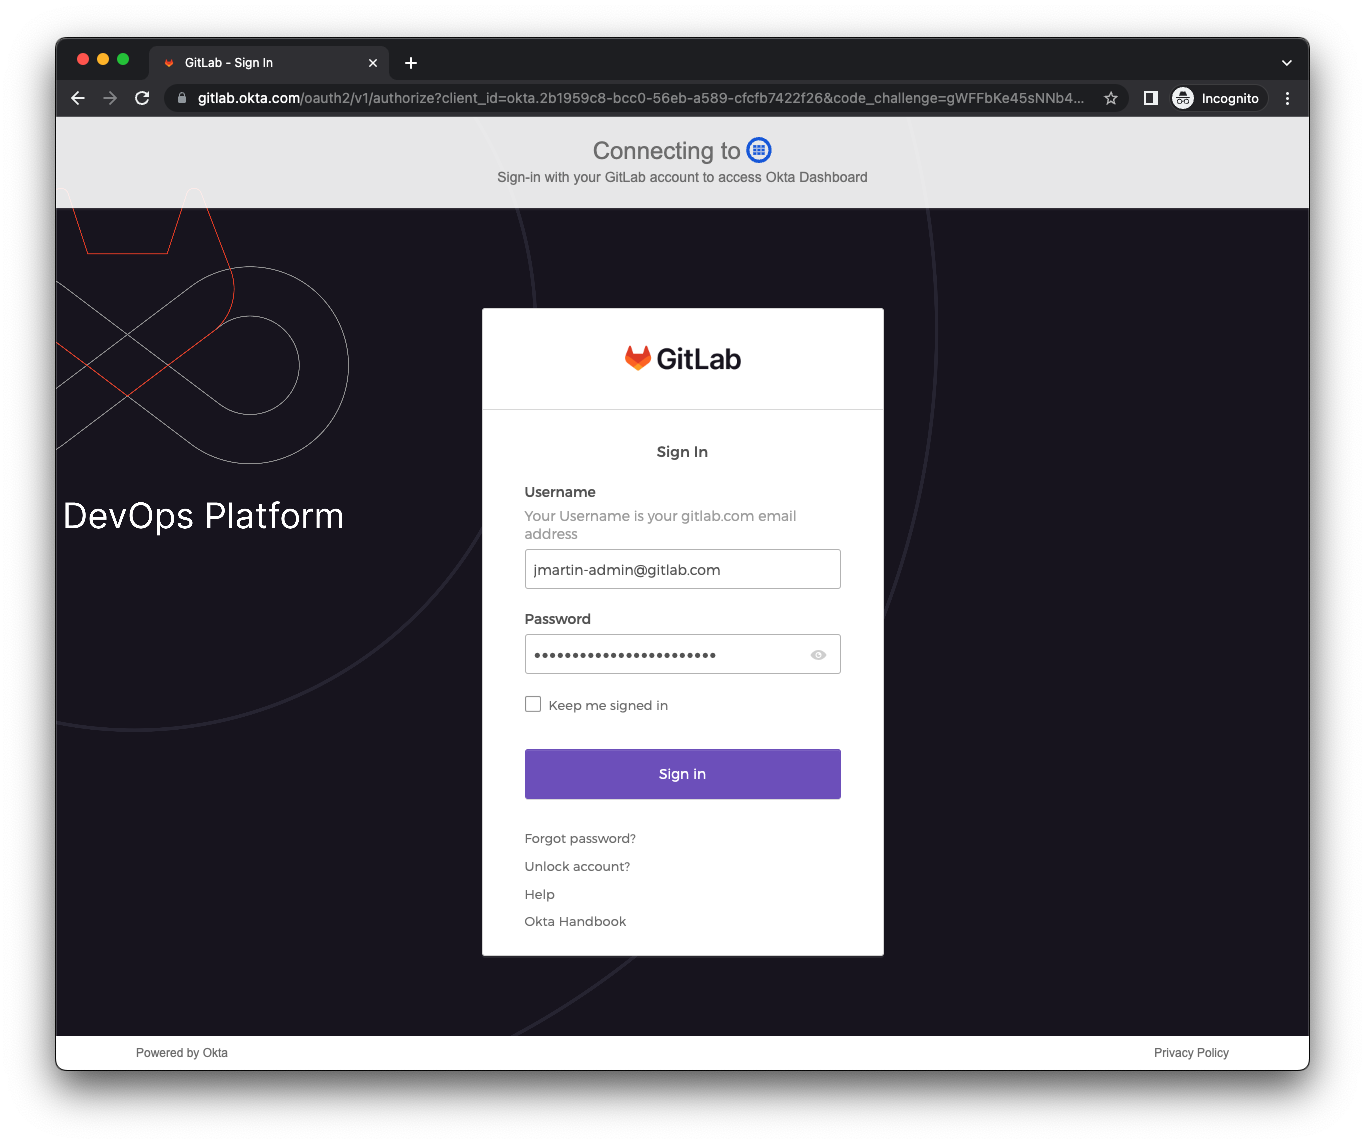 GitLab - Sign In
gitlab.okta.com/oauth2/v1/authorize?client_id=okta.2b1959c8-bcc0-56eb-a589-cfcfb7422f26&code_challenge=gWFFbKe45sNNb4...
Incognito
Connecting to
Sign-in with your GitLab account to access Okta Dashboard
DevOps Platform
GitLab
Sign In
Username
Your Username is your gitlab.com email
address
jmartin-admin@gitlab.com
Password
Keep me signed in
Sign in
Forgot password?
Unlock account?
Help
Okta Handbook
Powered by Okta
Privacy Policy